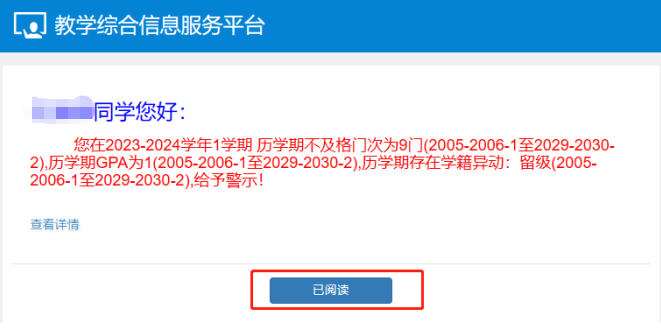 教学综合信息服务平台
同学您好:
您在2023-2024学年1学期 历学期不及格门次为9门(2005-2006-1至2029-2030-
2),历学期GPA为1(2005-2006-1至2029-2030-2),历学期存在学籍异动：留级(2005-
2006-1至2029-2030-2),给予警示！
查看详情
已阅读